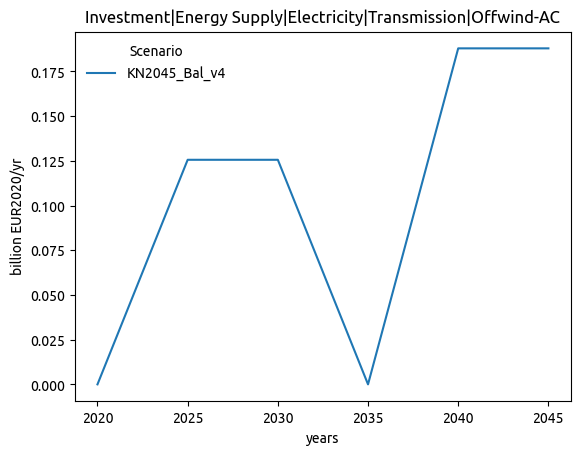 Investment|Energy Supply|Electricity|Transmission|Offwind-AC
Scenario
KN2045_Bal_v4
billion EUR2020/yr
0.175
0.150
0.125
0.100
0.075
0.050
0.025
0.000
2020 2025 2030 2035 2040 2045
years